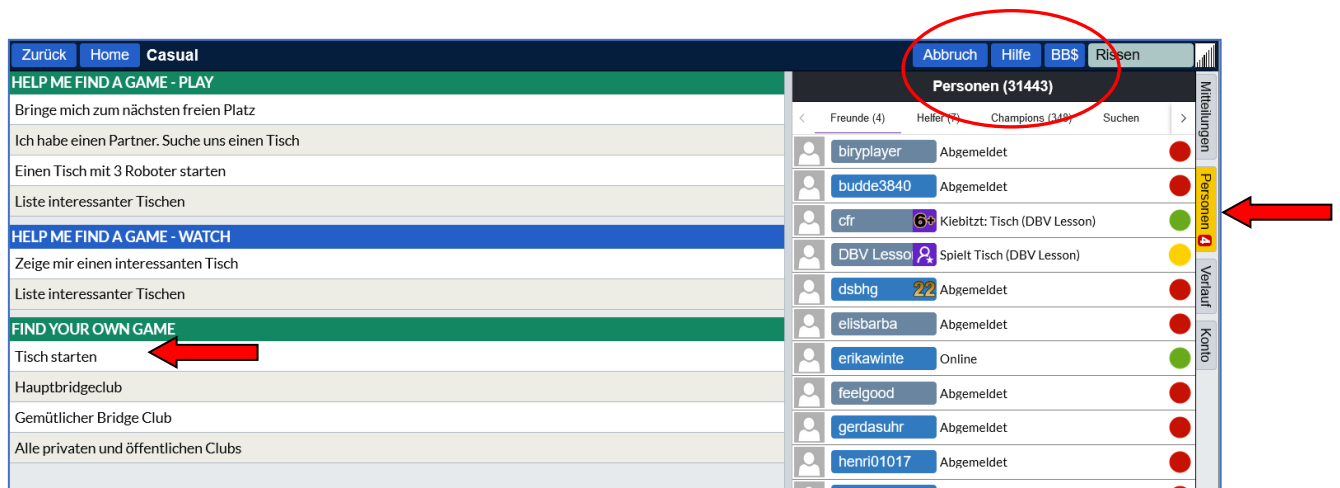 Zurück Home Casual Abbruch Hilfe BB$ Rissen
HELP ME FIND A GAME - PLAY
Bringe mich zum nächsten freien Platz
Ich habe einen Partner. Suche uns einen Tisch
Einen Tisch mit 3 Roboter starten
Liste interessanter Tischen
HELP ME FIND A GAME - WATCH
Zeige mir einen interessanten Tisch
Liste interessanter Tischen
FIND YOUR OWN GAME
Tisch starten
Hauptbridgeclub
Gemütlicher Bridge Club
Alle privaten und öffentlichen Clubs
Personen (31443)
< Freunde (4) Helfer (7) Champions (348) Suchen >
biryplayer Abgemeldet
budde3840 Abgemeldet
cfr 6+ Kiebitzt: Tisch (DBV Lesson)
DBV Lesso Spielt Tisch (DBV Lesson)
dsbhg 22 Abgemeldet
elisbarba Abgemeldet
erikawinte Online
feelgood Abgemeldet
gerdasuhr Abgemeldet
henri01017 Abgemeldet
Mitteilungen
Personen 4
Verlauf
Konto